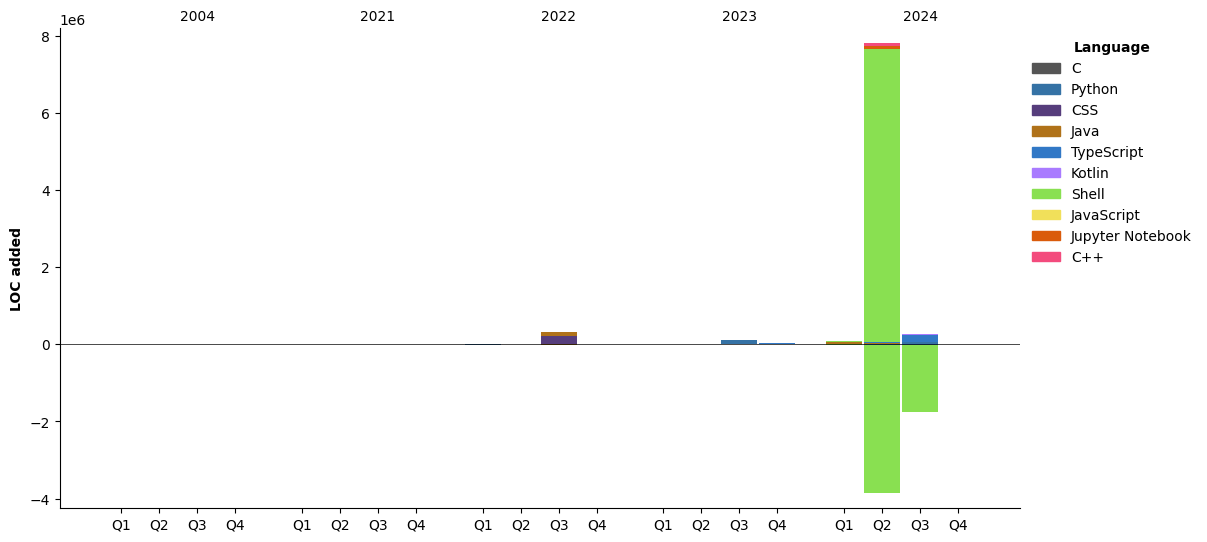 2004 2021 2022 2023 2024
1e6
8
6
4
2
0
−2
−4
LOC added
Q1 Q2 Q3 Q4 Q1 Q2 Q3 Q4 Q1 Q2 Q3 Q4 Q1 Q2 Q3 Q4 Q1 Q2 Q3 Q4
Language
C
Python
CSS
Java
TypeScript
Kotlin
Shell
JavaScript
Jupyter Notebook
C++